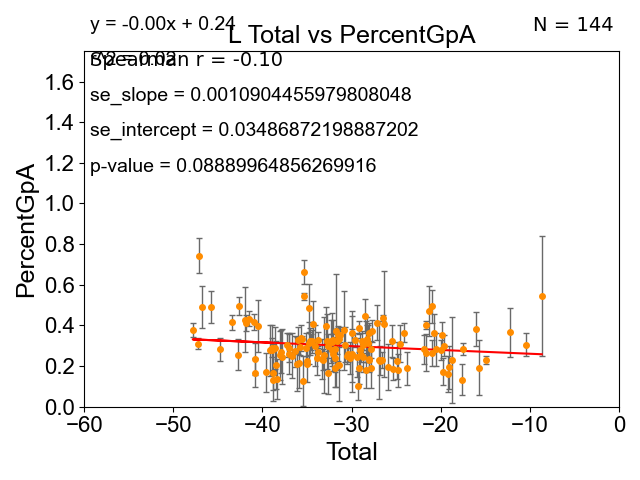 y = -0.00x + 0.24
L Total vs PercentGpA
N = 144
Spearman r = -0.10
se_slope = 0.0010904455979808048
se_intercept = 0.03486872198887202
p-value = 0.08889964856269916
PercentGpA
1.6
1.4
1.2
1.0
0.8
0.6
0.4
0.2
0.0
−60
−50
−40
−30
−20
−10
0
Total